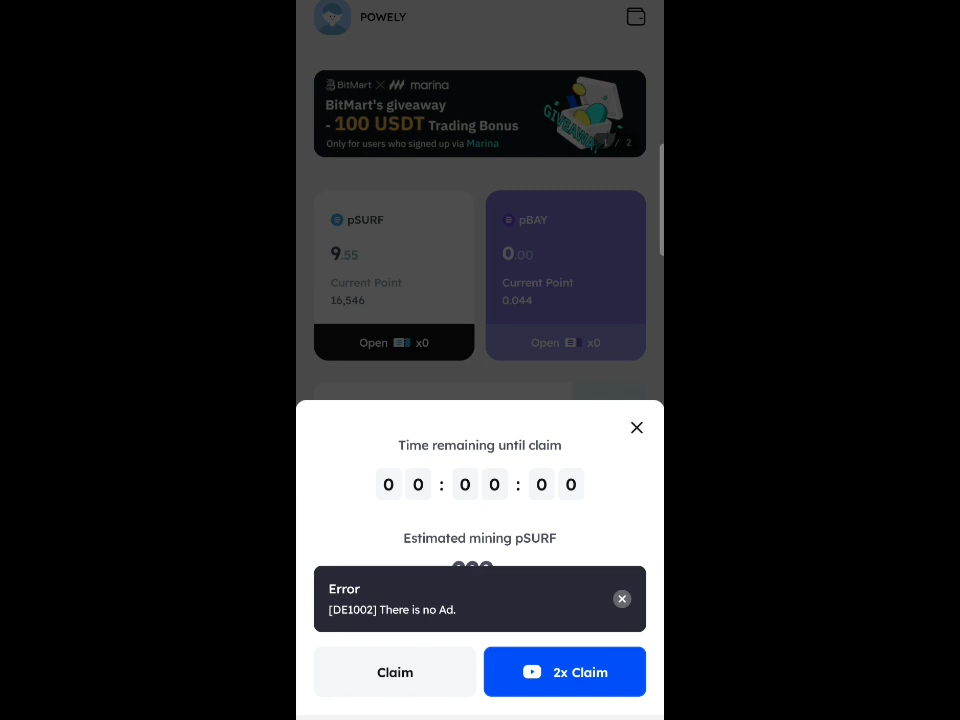 POWELY
BitMart × marina
BitMart's giveaway
- 100 USDT Trading Bonus
Only for users who signed up via Marina
GIVEAWAY
1 / 2
pSURF
9.55
Current Point
16,546
Open x0
pBAY
0.00
Current Point
0.044
Open x0
Time remaining until claim
0 0 : 0 0 : 0 0
Estimated mining pSURF
Error
[DE1002] There is no Ad.
Claim
2x Claim